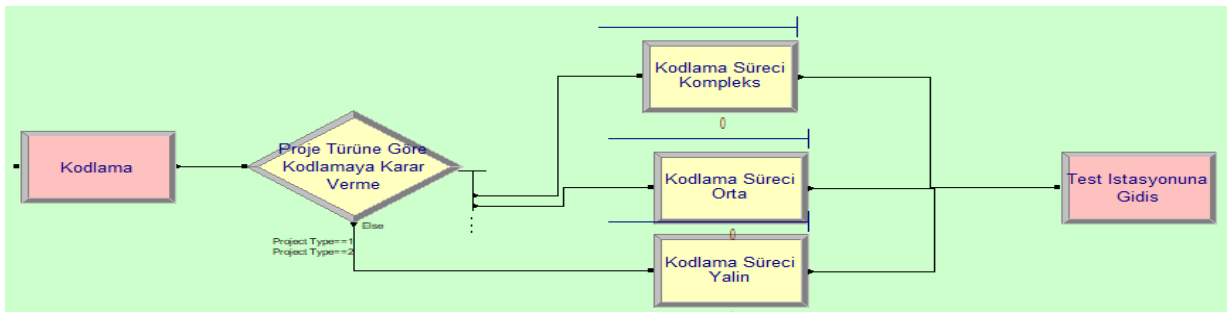 Kodlama
Proje Türüne Göre
Kodlamaya Karar
Verme
Else
Project Type==1
Project Type==2
Kodlama Süreci
Kompleks
0
Kodlama Süreci
Orta
0
Kodlama Süreci
Yalin
Test Istasyonuna
Gidis